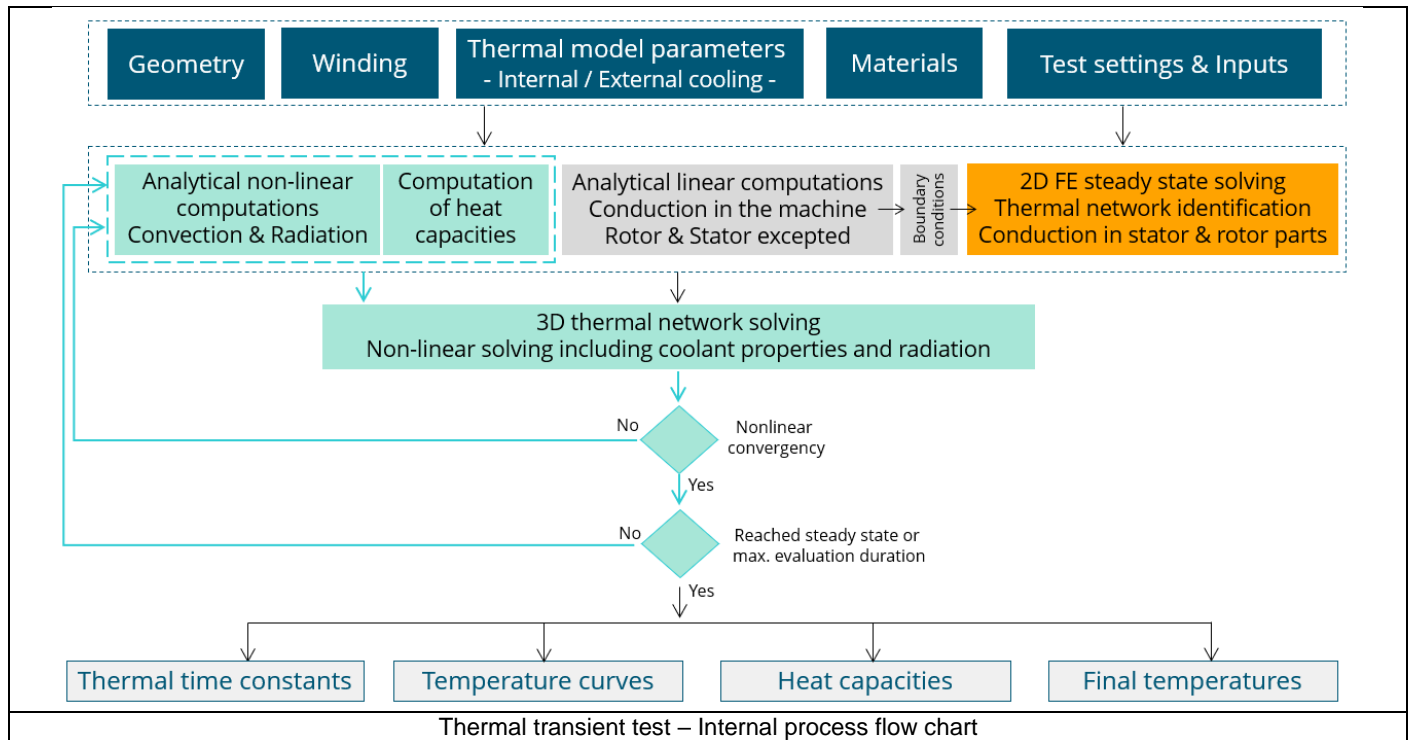 Geometry
Winding
Thermal model parameters
- Internal / External cooling -
Materials
Test settings & Inputs
Analytical non-linear
computations
Convection & Radiation
Computation
of heat
capacities
Analytical linear computations
Conduction in the machine
Rotor & Stator excepted
Boundary
conditions
2D FE steady state solving
Thermal network identification
Conduction in stator & rotor parts
3D thermal network solving
Non-linear solving including coolant properties and radiation
No
Nonlinear
convergency
Yes
No
Reached steady state or
max. evaluation duration
Yes
Thermal time constants
Temperature curves
Heat capacities
Final temperatures
Thermal transient test – Internal process flow chart